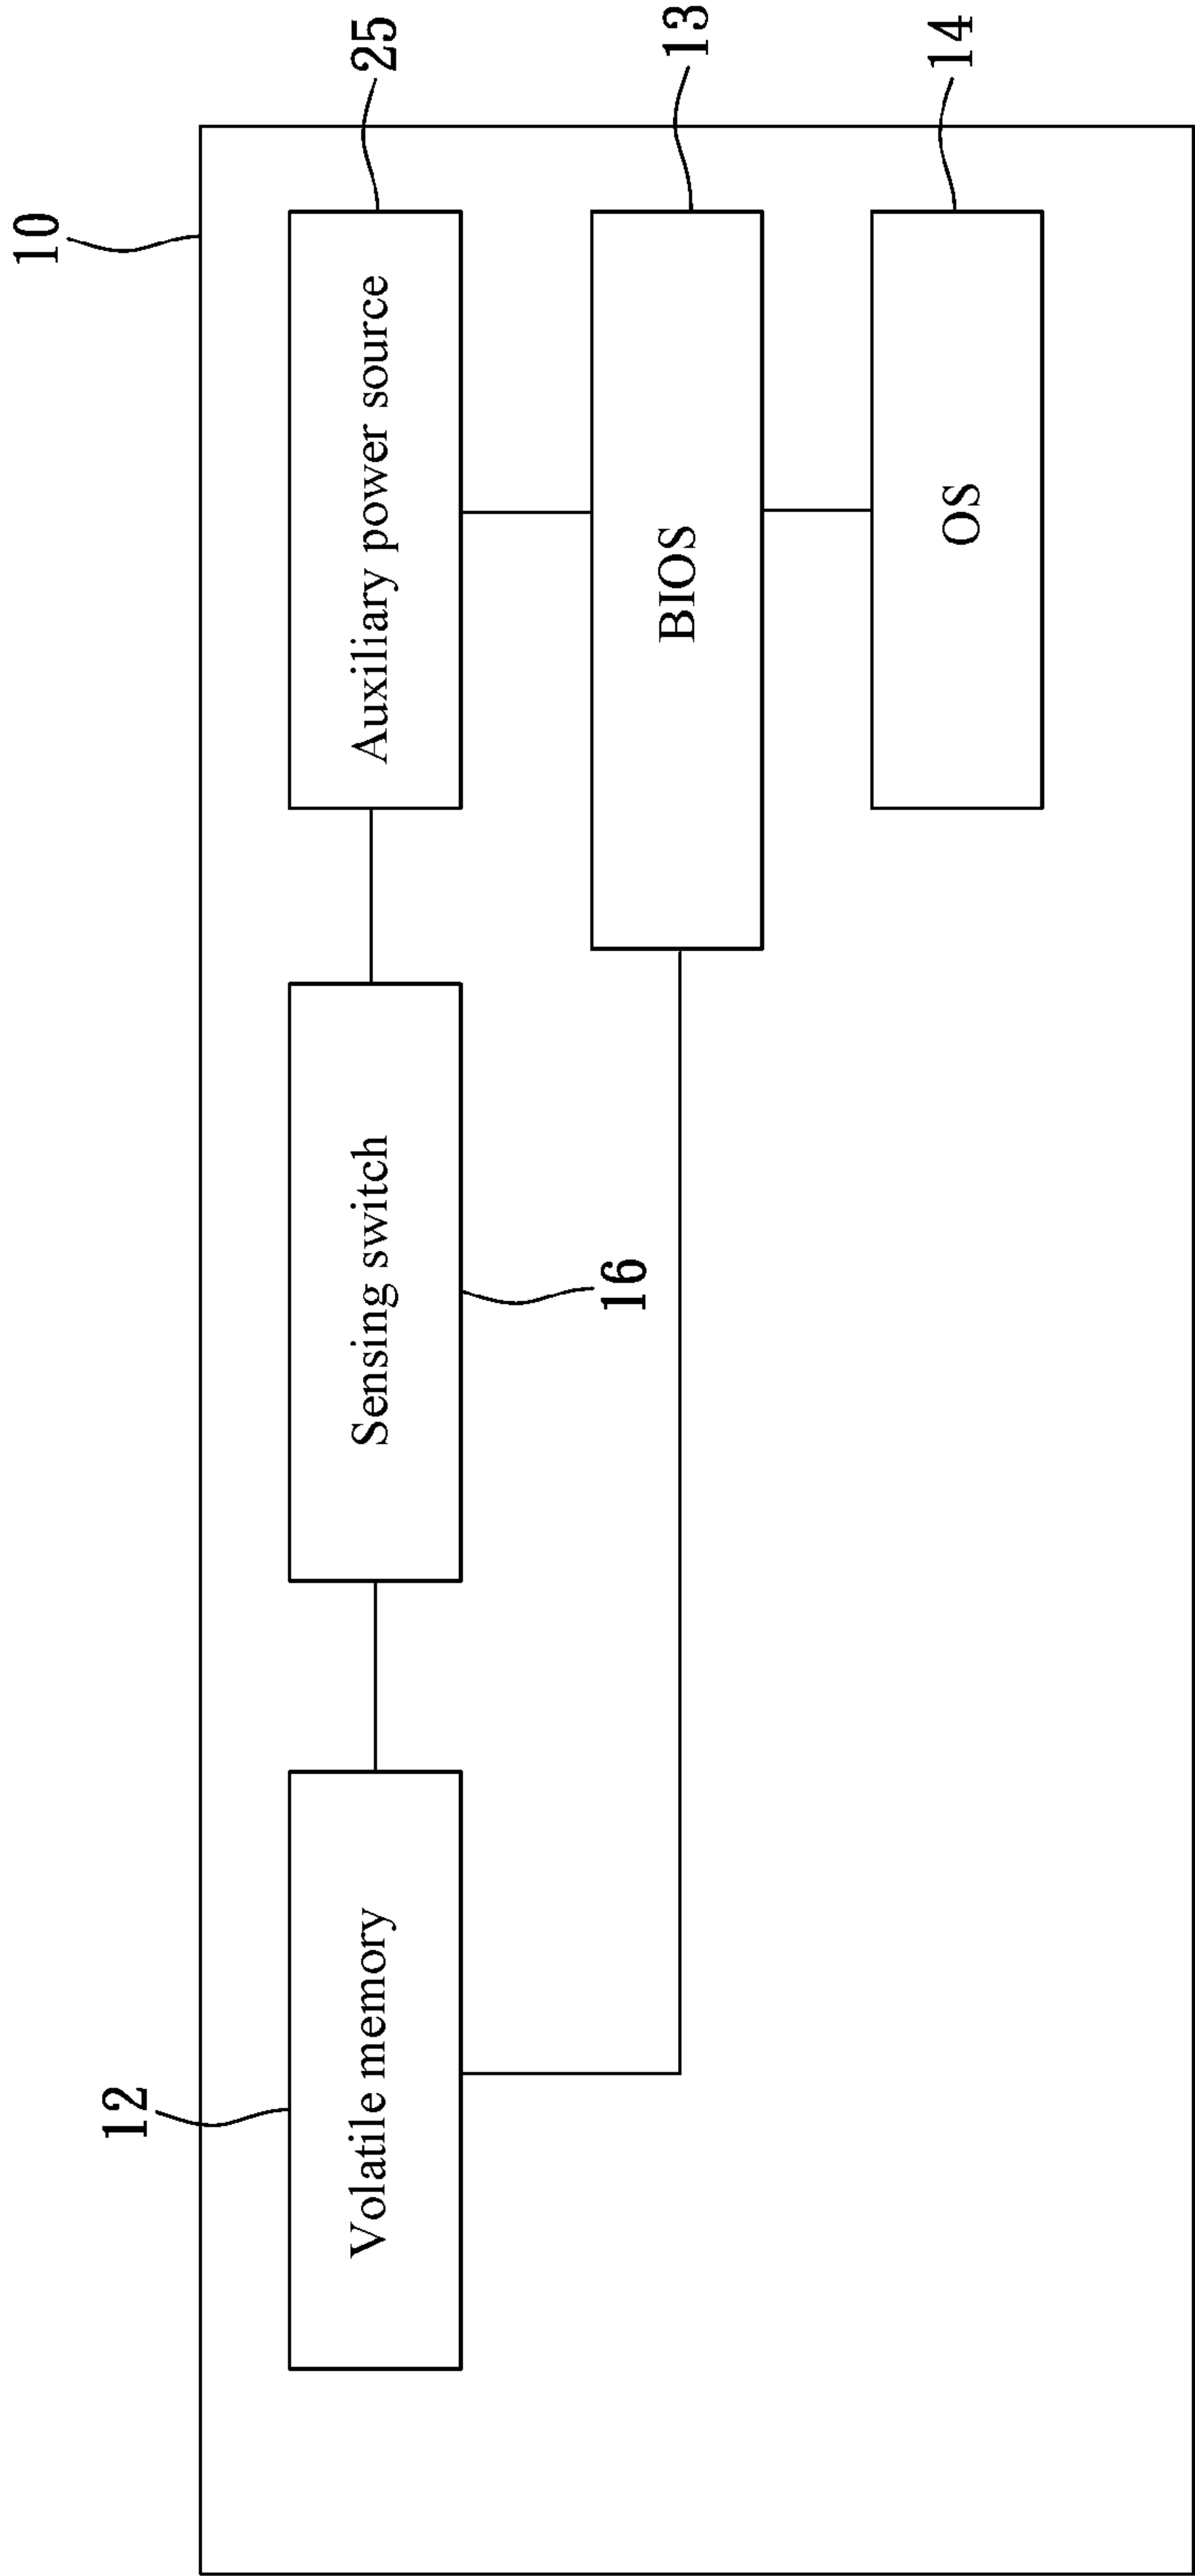 10
12
Volatile memory
Sensing switch
16
Auxiliary power source
25
BIOS
13
OS
14